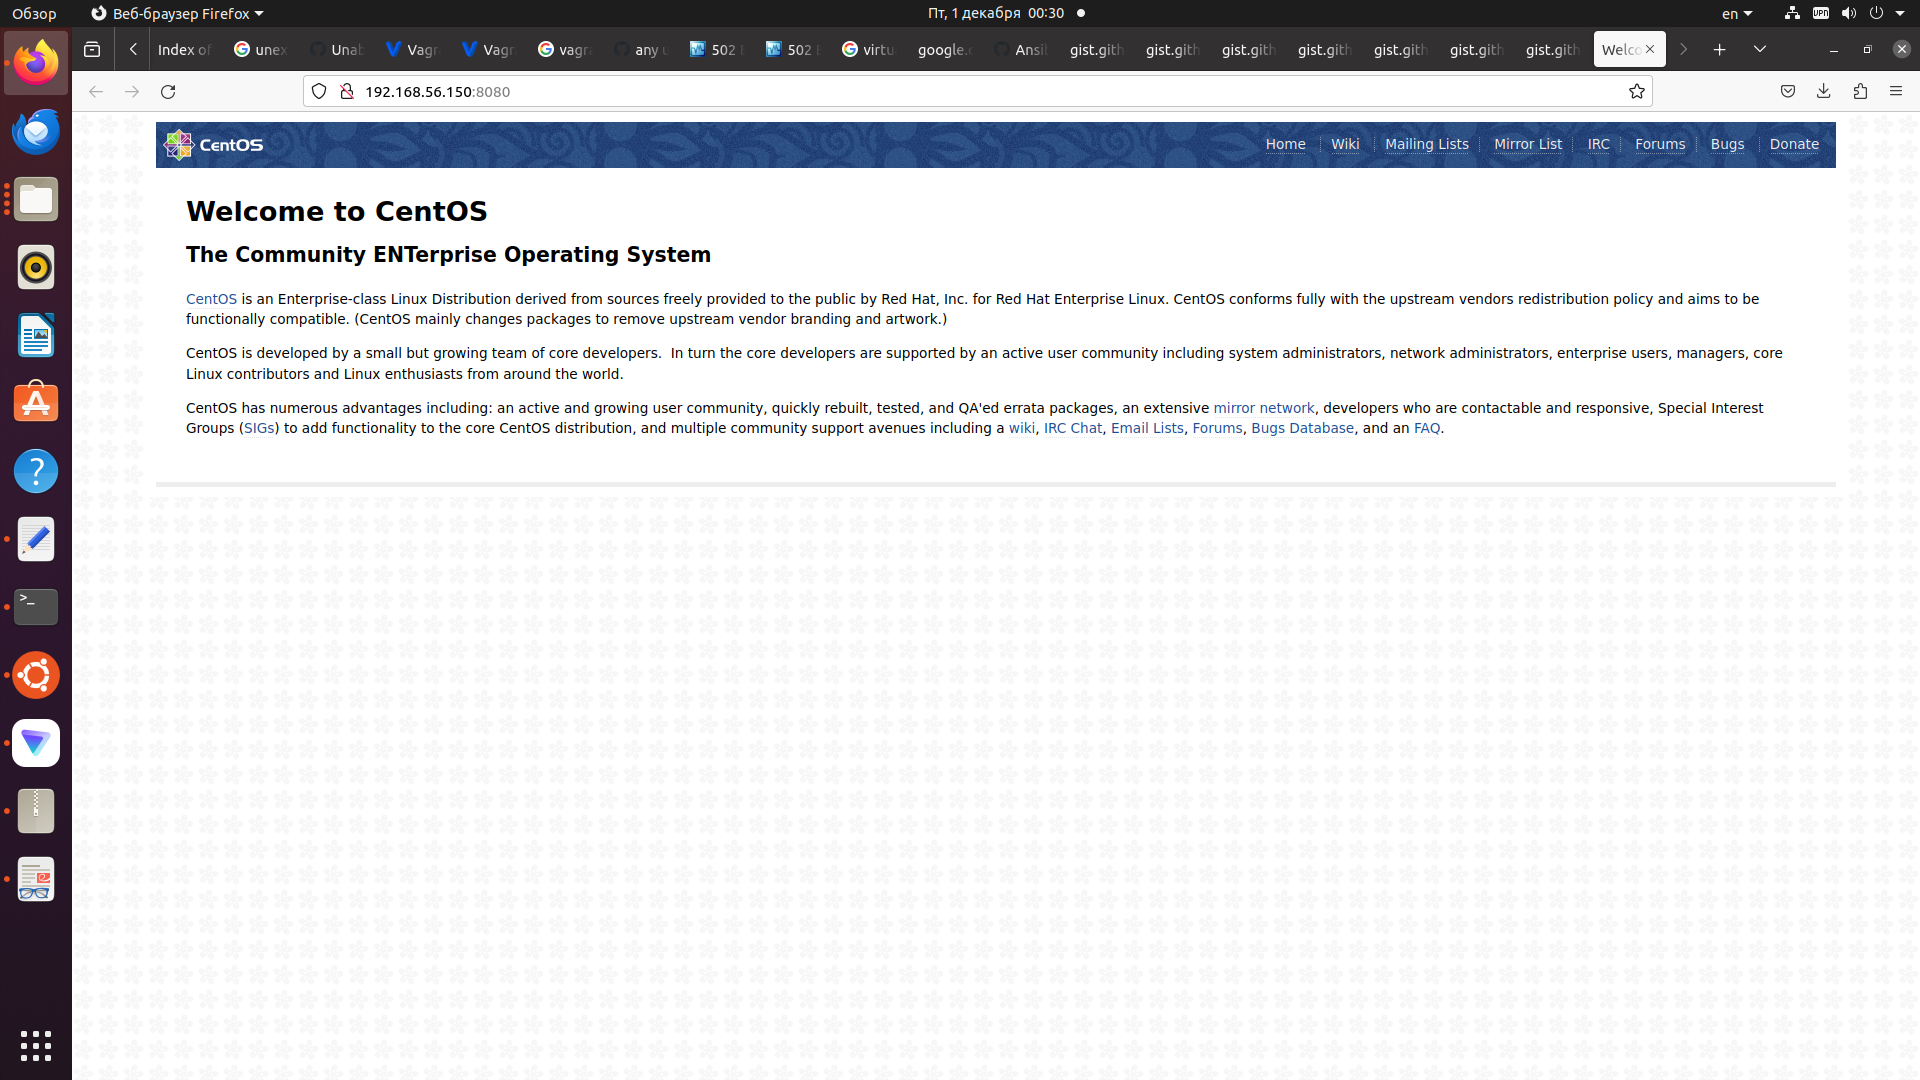 Обзор
Веб-браузер Firefox
Пт, 1 декабря 00:30
en
VPN
Index of
unex
Unab
Vagr
Vagr
vagra
any u
502
502
virtu
google.c
Ansil
gist.gith
gist.gith
gist.gith
gist.gith
gist.gith
gist.gith
gist.gith
Welco
192.168.56.150:8080
CentOS
Home
Wiki
Mailing Lists
Mirror List
IRC
Forums
Bugs
Donate
Welcome to CentOS
The Community ENTerprise Operating System
CentOS is an Enterprise-class Linux Distribution derived from sources freely provided to the public by Red Hat, Inc. for Red Hat Enterprise Linux. CentOS conforms fully with the upstream vendors redistribution policy and aims to be
functionally compatible. (CentOS mainly changes packages to remove upstream vendor branding and artwork.)
CentOS is developed by a small but growing team of core developers.  In turn the core developers are supported by an active user community including system administrators, network administrators, enterprise users, managers, core
Linux contributors and Linux enthusiasts from around the world.
CentOS has numerous advantages including: an active and growing user community, quickly rebuilt, tested, and QA'ed errata packages, an extensive mirror network, developers who are contactable and responsive, Special Interest
Groups (SIGs) to add functionality to the core CentOS distribution, and multiple community support avenues including a wiki, IRC Chat, Email Lists, Forums, Bugs Database, and an FAQ.